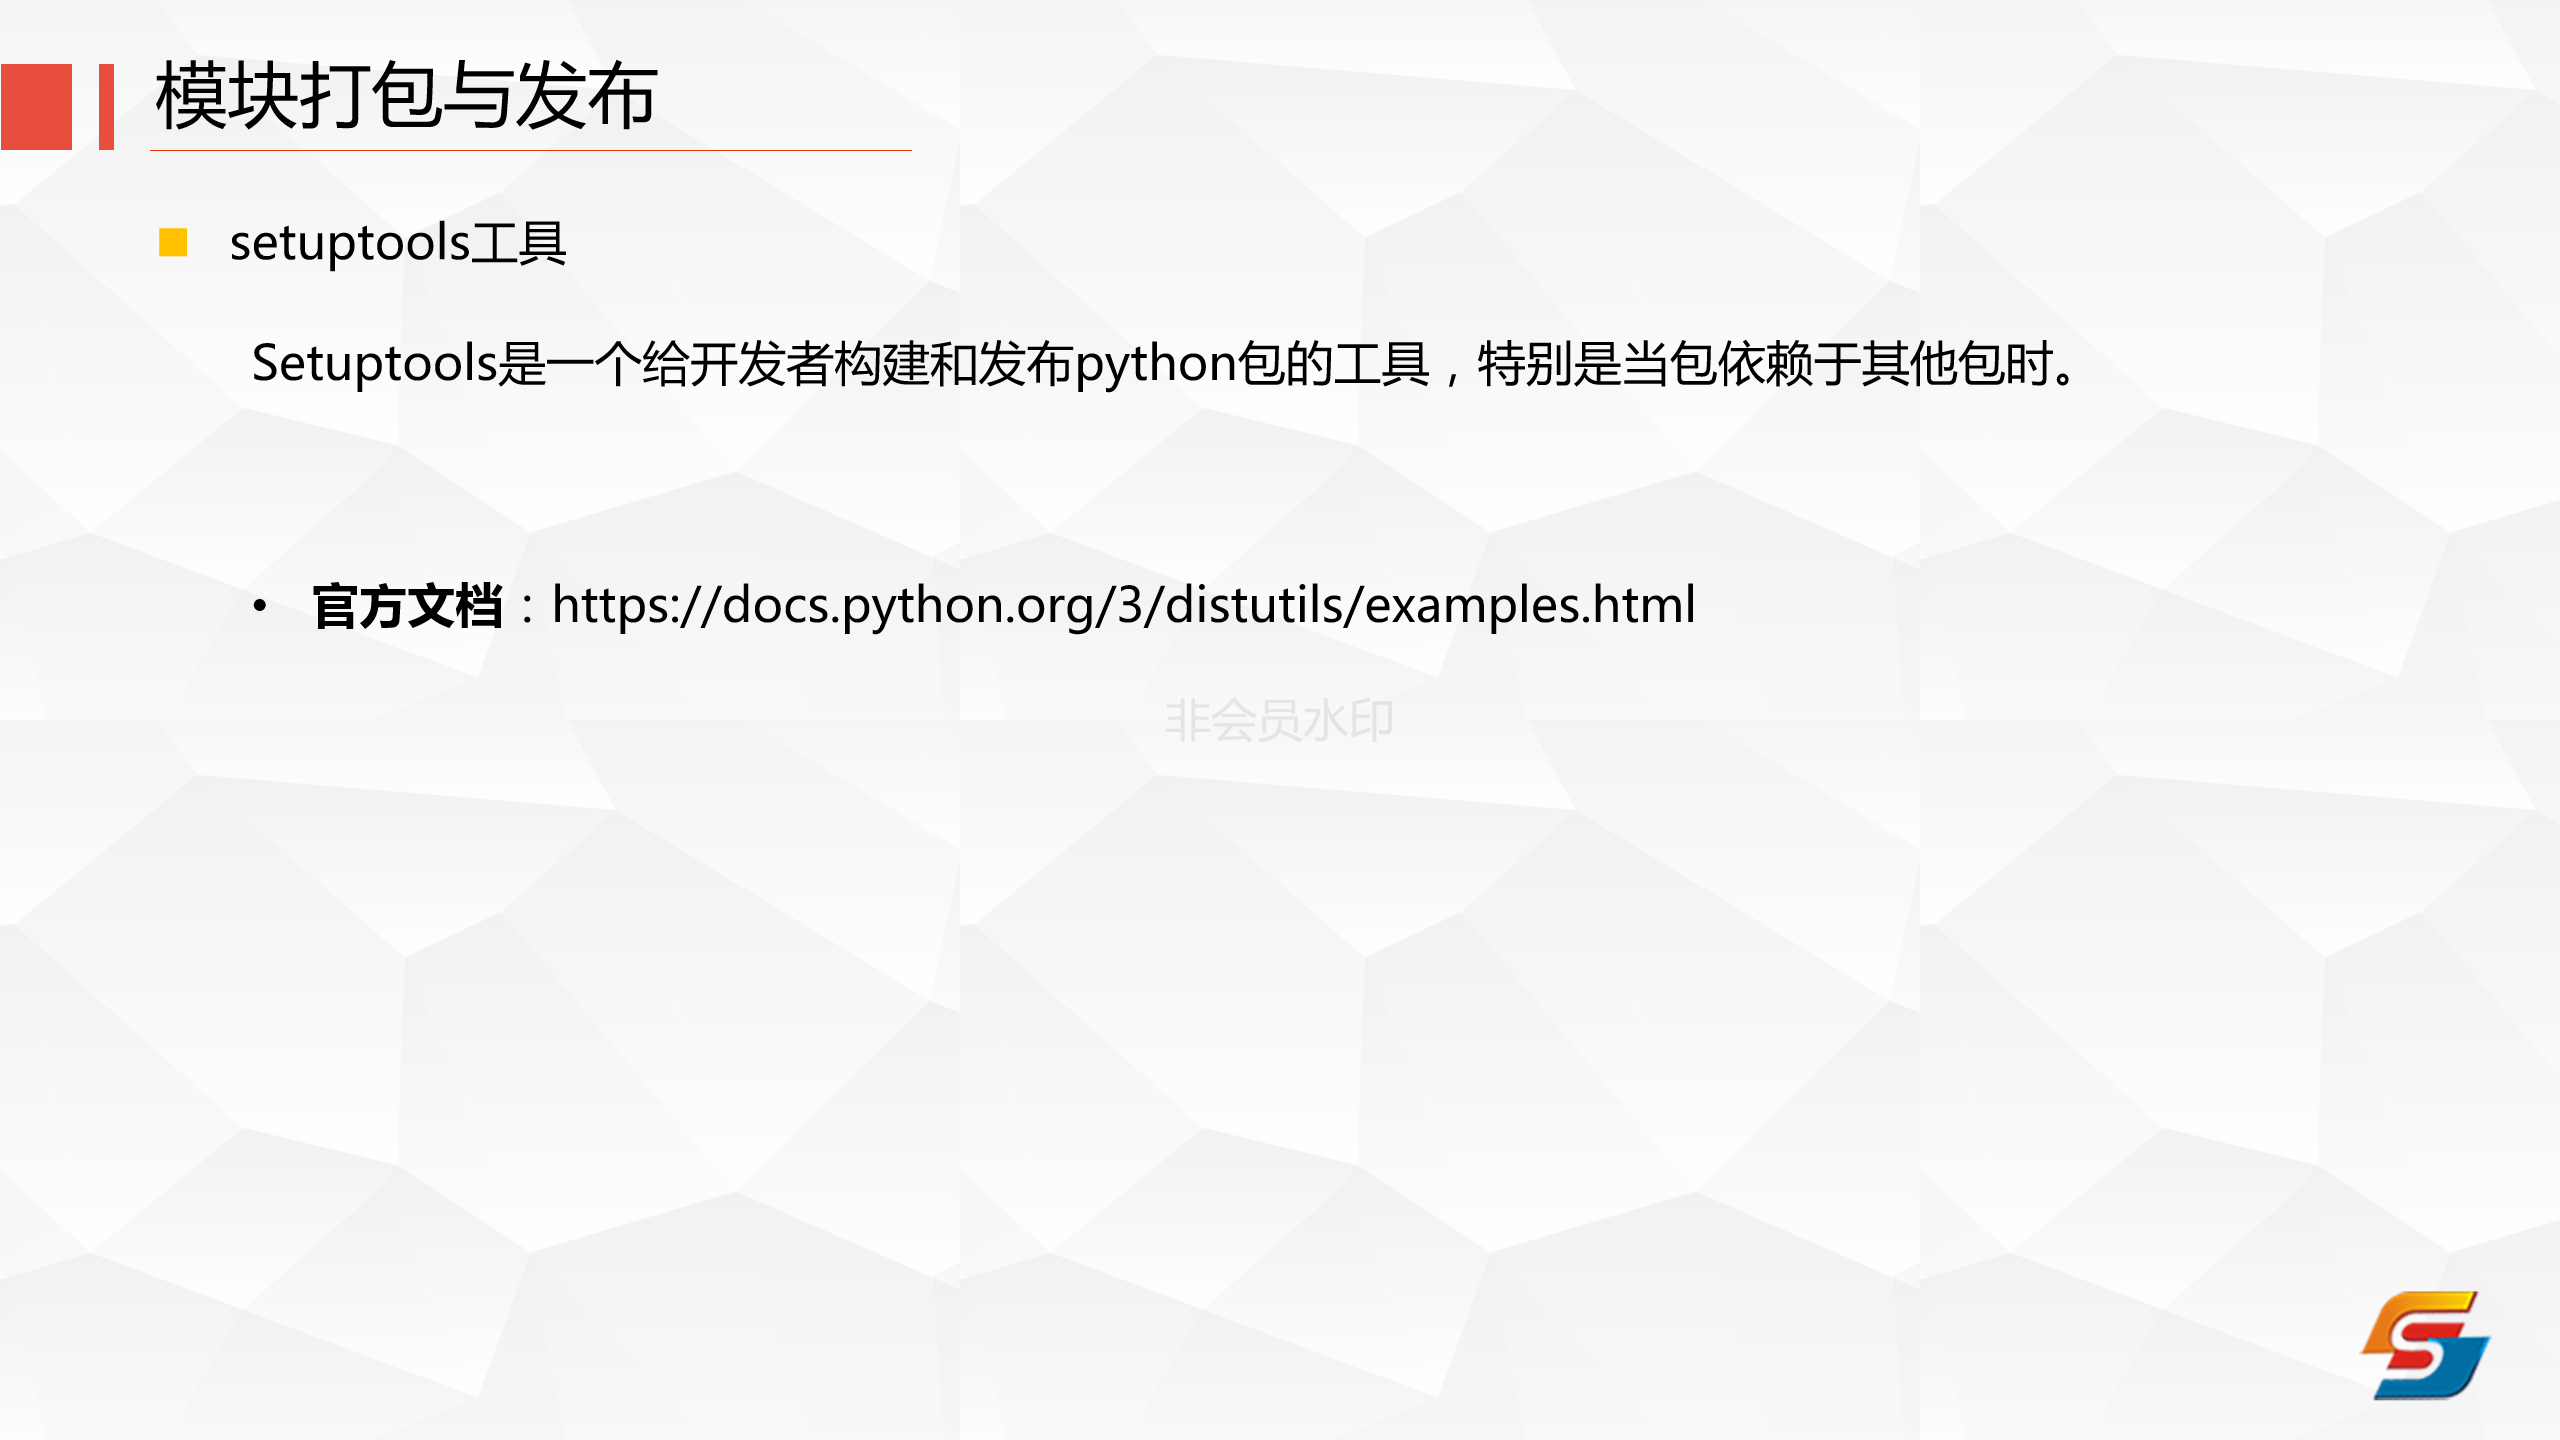 模块打包与发布
setuptools工具
Setuptools是一个给开发者构建和发布python包的工具，特别是当包依赖于其他包时。
• 官方文档：https://docs.python.org/3/distutils/examples.html
非会员水印